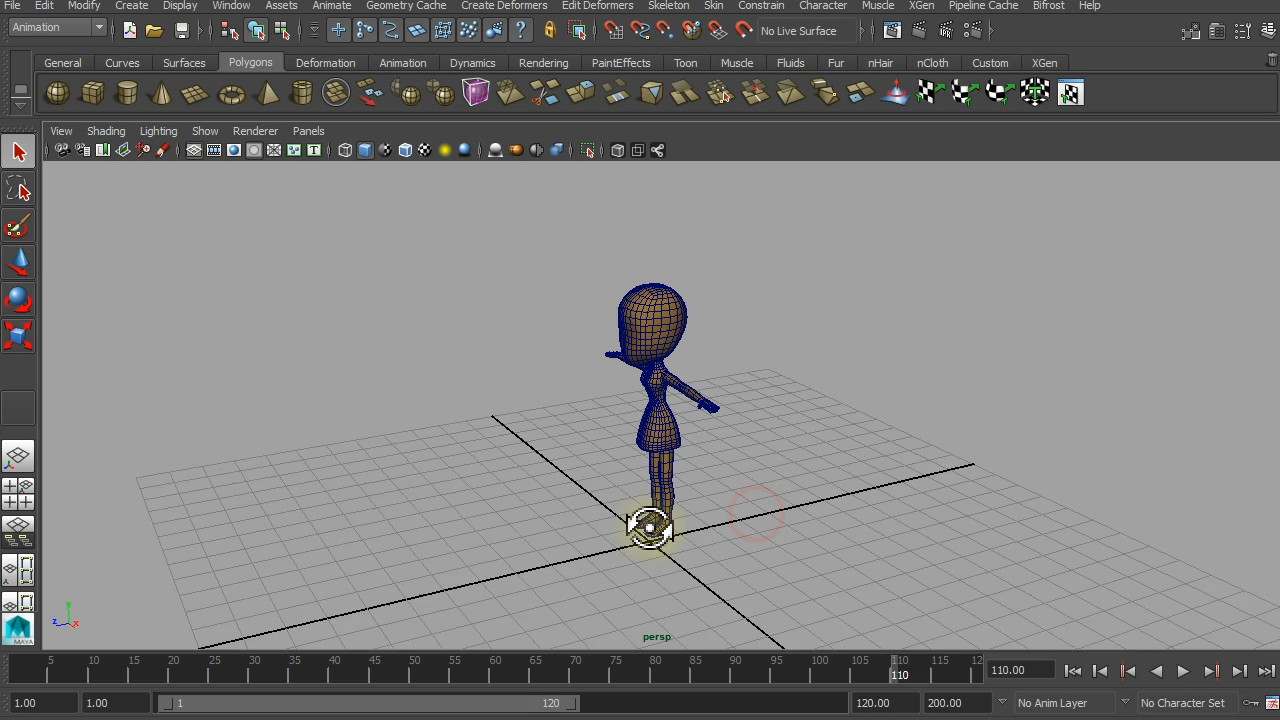 File Edit Modify Create Display Window Assets Animate Geometry Cache Create Deformers Edit Deformers Skeleton Skin Constrain Character Muscle XGen Pipeline Cache Bifrost Help
Animation No Live Surface
General Curves Surfaces Polygons Deformation Animation Dynamics Rendering PaintEffects Toon Muscle Fluids Fur nHair nCloth Custom XGen
View Shading Lighting Show Renderer Panels
T
y
z x
persp
MAYA
5 10 15 20 25 30 35 40 45 50 55 60 65 70 75 80 85 90 95 100 105 110 115 12
110
110.00
1.00 1.00 1 120 120.00 200.00 No Anim Layer No Character Set